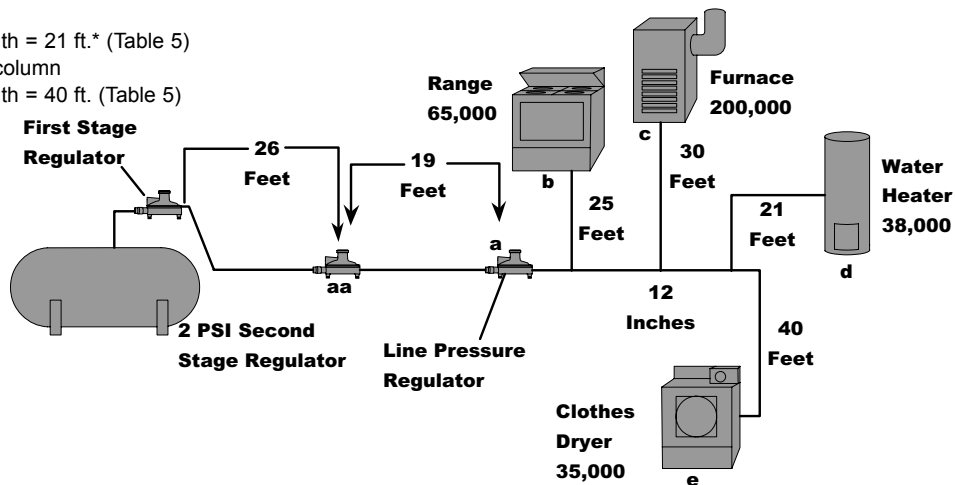 th = 21 ft.* (Table 5)
column
th = 40 ft. (Table 5)
First Stage
Regulator
26
Feet
19
Feet
Range
65,000
b
Furnace
200,000
c
25
Feet
30
Feet
21
Feet
Water
Heater
38,000
d
aa
a
2 PSI Second
Stage Regulator
Line Pressure
Regulator
12
Inches
40
Feet
Clothes
Dryer
35,000
e